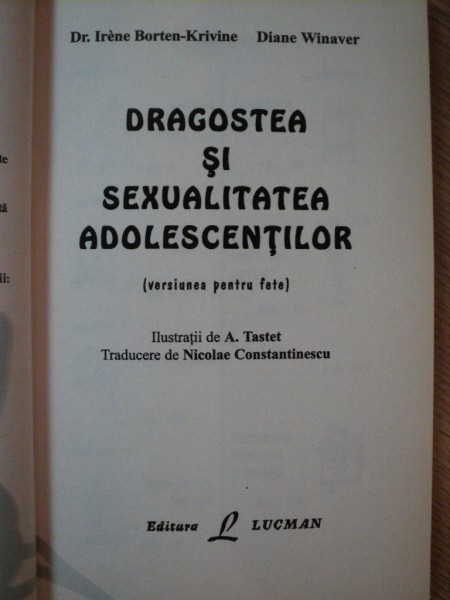 Dr. Irène Borten-Krivine Diane Winaver
DRAGOSTEA
ŞI
SEXUALITATEA
ADOLESCENŢILOR
(versiunea pentru fete)
Ilustraţii de A. Tastet
Traducere de Nicolae Constantinescu
Editura L LUCMAN